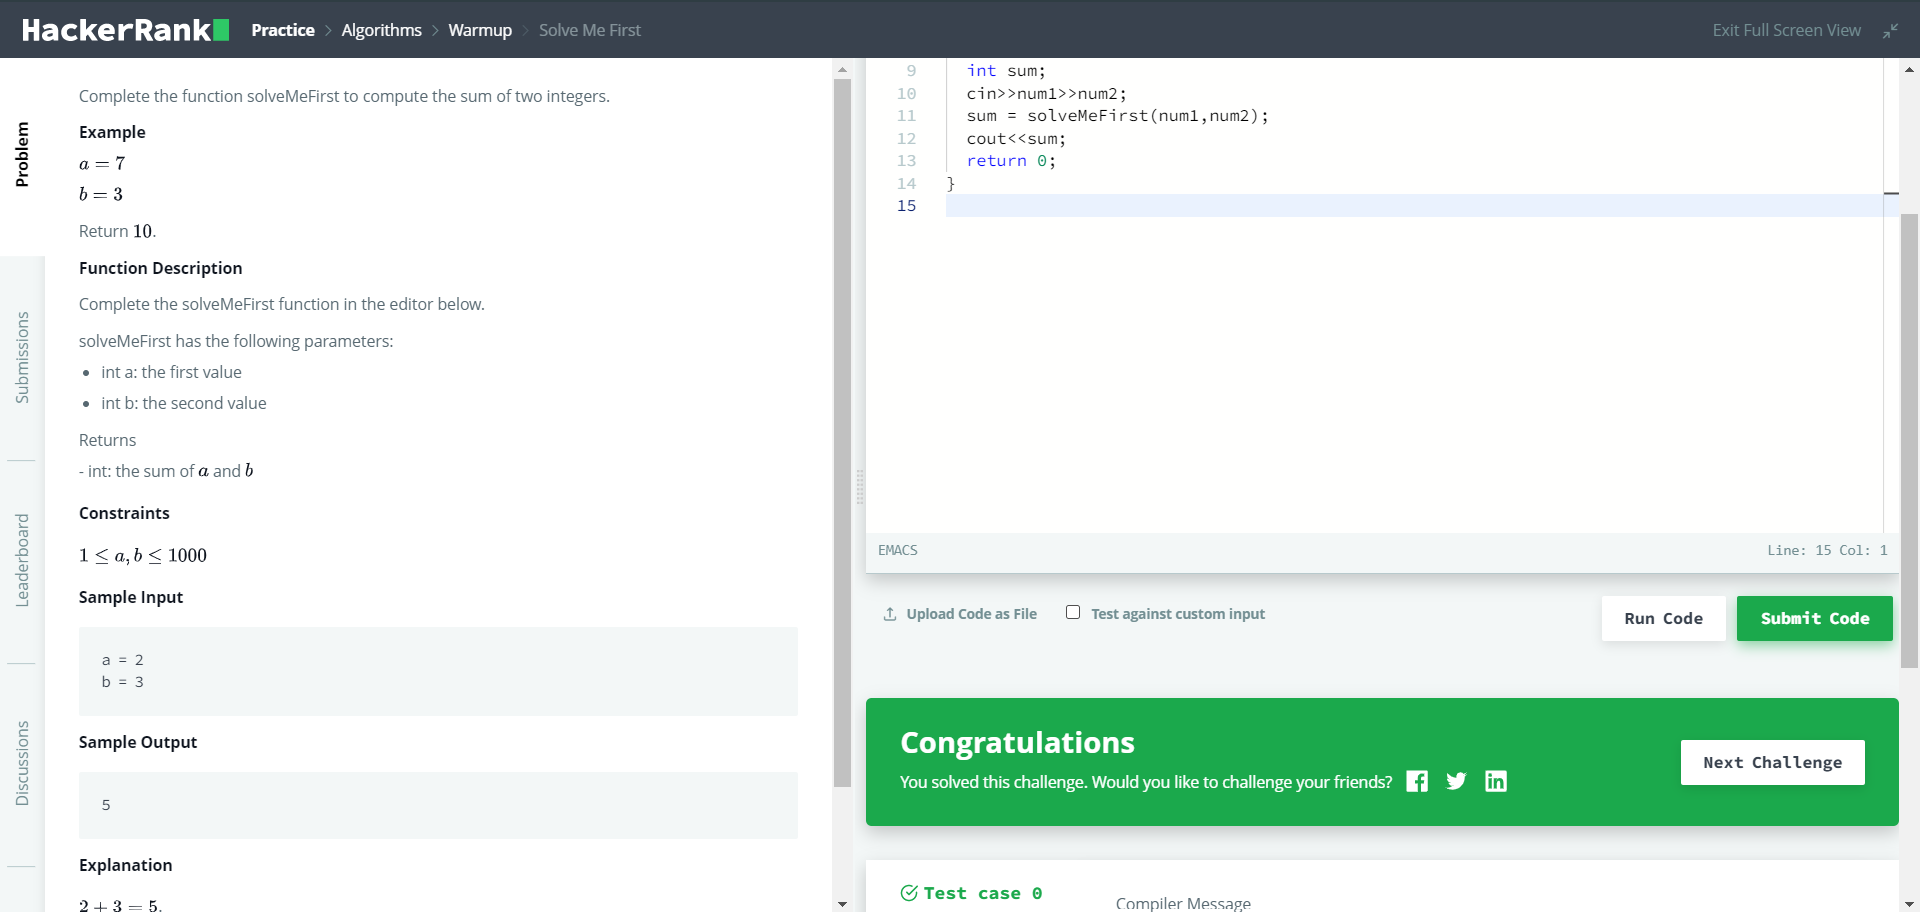 HackerRank
Practice > Algorithms > Warmup > Solve Me First
Exit Full Screen View
Problem
Submissions
Leaderboard
Discussions
Complete the function solveMeFirst to compute the sum of two integers.
Example
a = 7
b = 3
Return 10.
Function Description
Complete the solveMeFirst function in the editor below.
solveMeFirst has the following parameters:
• int a: the first value
• int b: the second value
Returns
- int: the sum of a and b
Constraints
1 ≤ a, b ≤ 1000
Sample Input
a = 2
b = 3
Sample Output
5
Explanation
2 + 3 = 5.
9 int sum;
10 cin>>num1>>num2;
11 sum = solveMeFirst(num1,num2);
12 cout<<sum;
13 return 0;
14 }
15
EMACS
Line: 15 Col: 1
Upload Code as File
Test against custom input
Run Code
Submit Code
Congratulations
You solved this challenge. Would you like to challenge your friends?
Next Challenge
Test case 0
Compiler Message